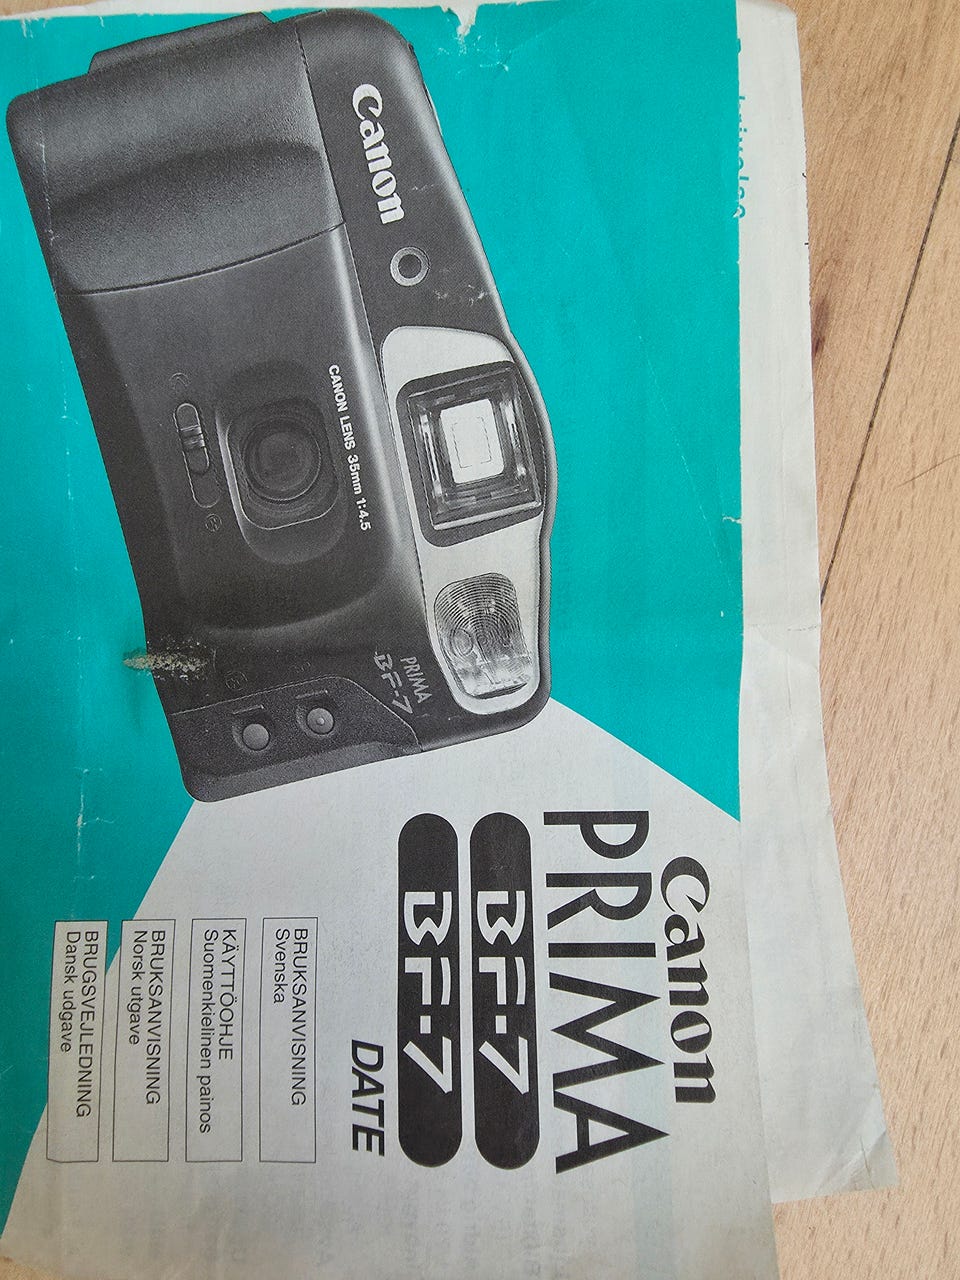 Canon
CANON LENS 35mm 1:4.5
PRIMA
BF-7
Canon
PRIMA
BF-7
BF-7
DATE
BRUKSANVISNING
Svenska
KÄYTTÖOHJE
Suomenkielinen painos
BRUKSANVISNING
Norsk utgave
BRUGSVEJLEDNING
Dansk udgave